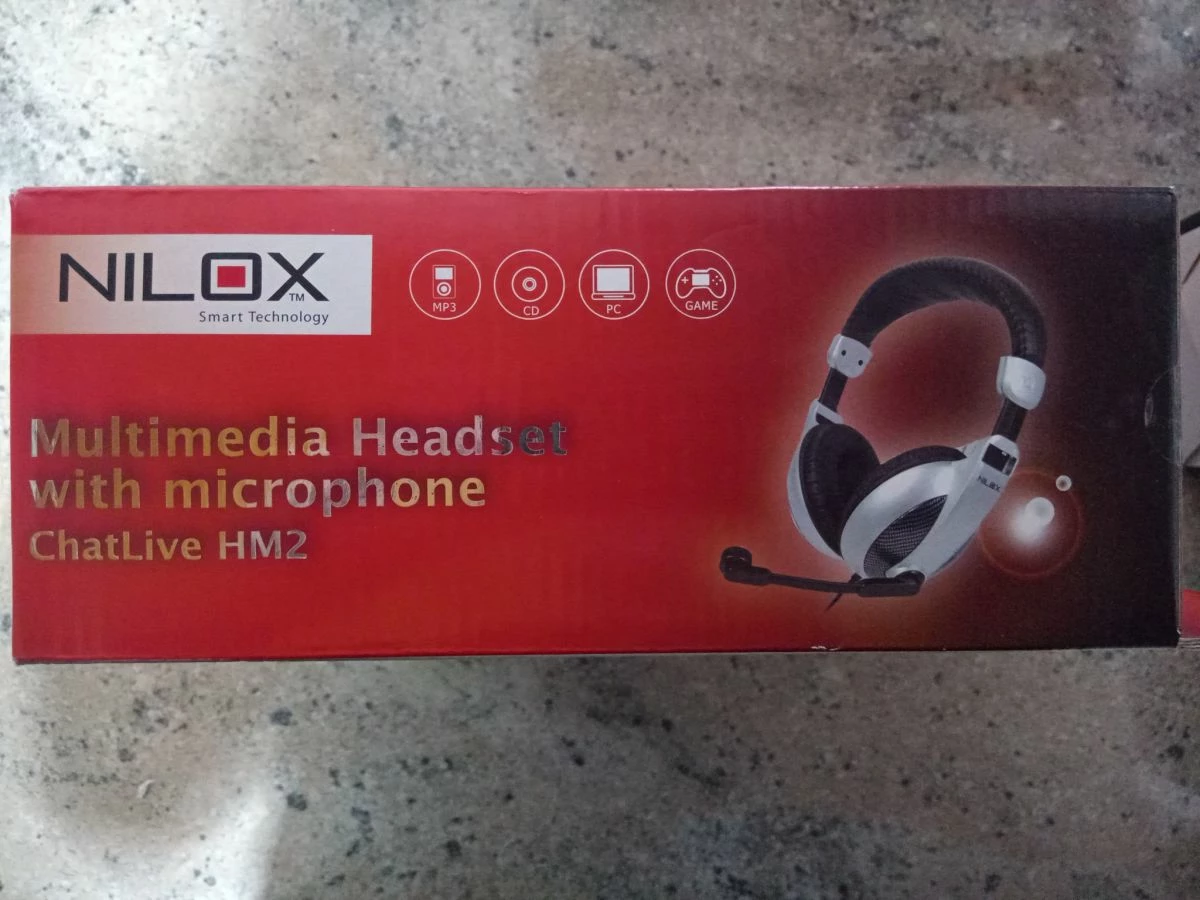 NILOX
TM
Smart Technology
MP3
CD
PC
GAME
Multimedia Headset
with microphone
ChatLive HM2
NILOX